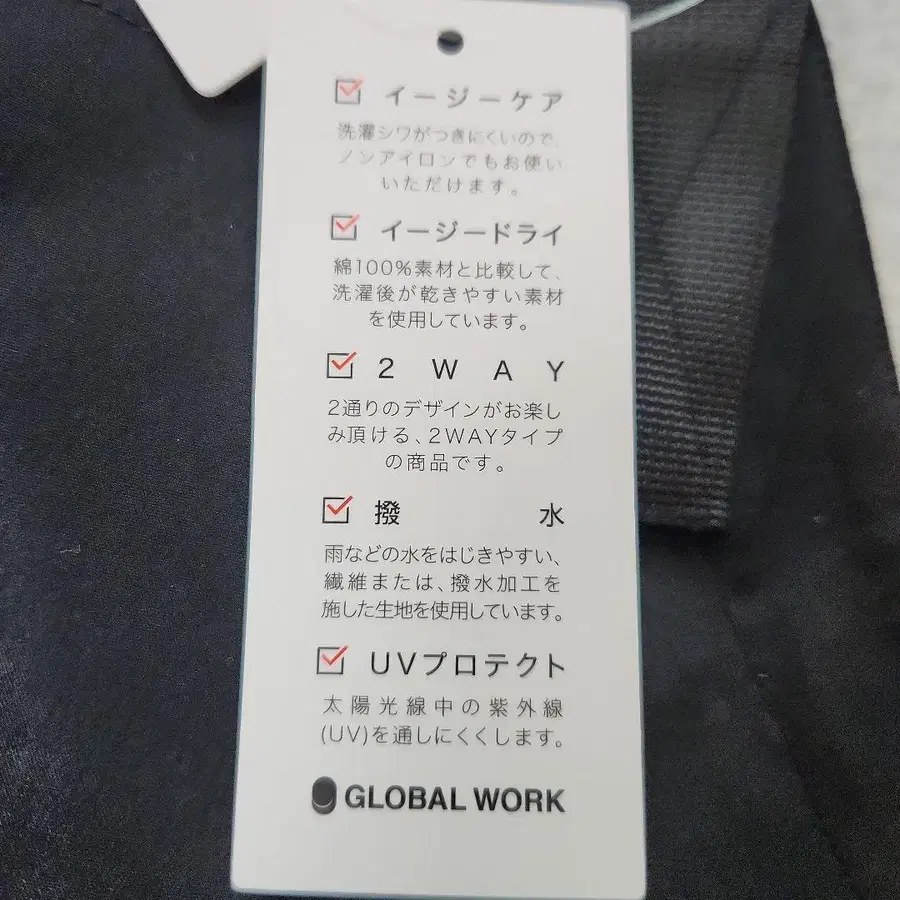 イージーケア
洗濯シワがつきにくいので、
ノンアイロンでもお使い
いただけます。
イージードライ
綿100%素材と比較して、
洗濯後が乾きやすい素材
を使用しています。
2 W A Y
2通りのデザインがお楽し
み頂ける、2WAYタイプ
の商品です。
撥 水
雨などの水をはじきやすい、
繊維または、撥水加工を
施した生地を使用しています。
UVプロテクト
太陽光線中の紫外線
(UV)を通しにくくします。
GLOBAL WORK